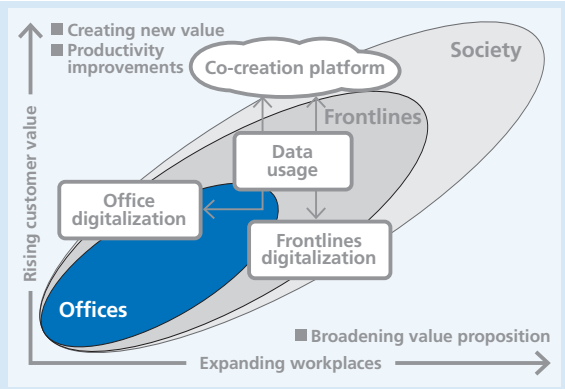 ■ Creating new value
■ Productivity
improvements
Co-creation platform
Society
Frontlines
Data
usage
Office
digitalization
Frontlines
digitalization
Offices
Rising customer value
■ Broadening value proposition
Expanding workplaces